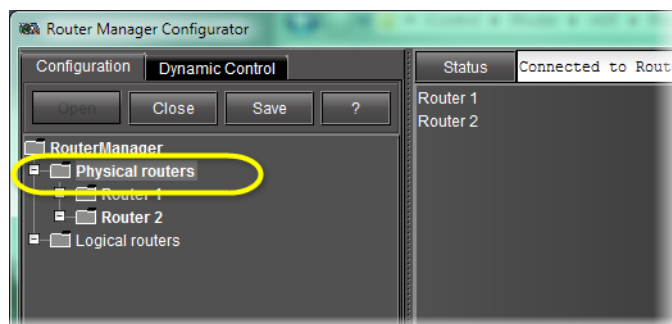 Router Manager Configurator
Configuration Dynamic Control
Open Close Save ?
RouterManager
Physical routers
Router 1
Router 2
Logical routers
Status Connected to Rout
Router 1
Router 2